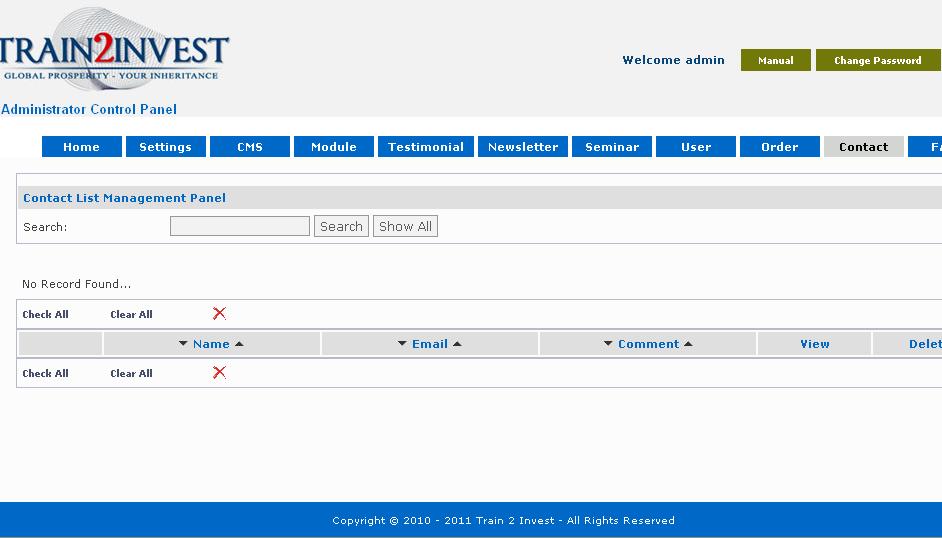 TRAIN2INVEST
GLOBAL PROSPERITY - YOUR INHERITANCE
Welcome admin Manual Change Password
Administrator Control Panel
Home Settings CMS Module Testimonial Newsletter Seminar User Order Contact
Contact List Management Panel
Search: Search Show All
No Record Found...
Check All Clear All
Name Email Comment View Delet
Check All Clear All
Copyright © 2010 - 2011 Train 2 Invest - All Rights Reserved